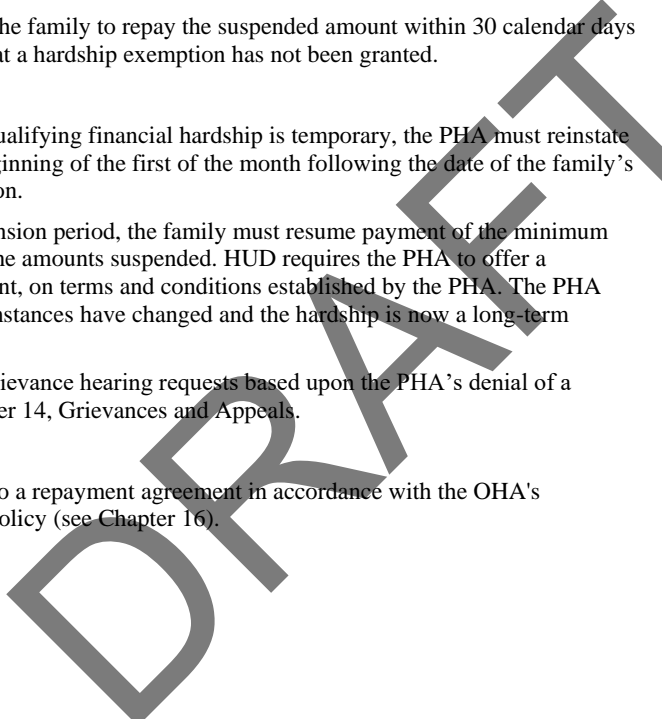 he family to repay the suspended amount within 30 calendar days
at a hardship exemption has not been granted.
ualifying financial hardship is temporary, the PHA must reinstate
ginning of the first of the month following the date of the family's
on.
nsion period, the family must resume payment of the minimum
he amounts suspended. HUD requires the PHA to offer a
nt, on terms and conditions established by the PHA. The PHA
mstances have changed and the hardship is now a long-term
rievance hearing requests based upon the PHA's denial of a
er 14, Grievances and Appeals.
o a repayment agreement in accordance with the OHA's
olicy (see Chapter 16).
DRAFT